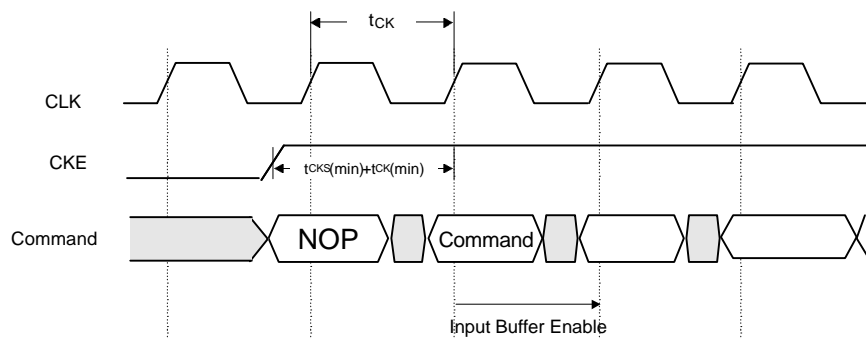 tCK
CLK
CKE
tCKS(min)+tCK(min)
Command
NOP
Command
Input Buffer Enable